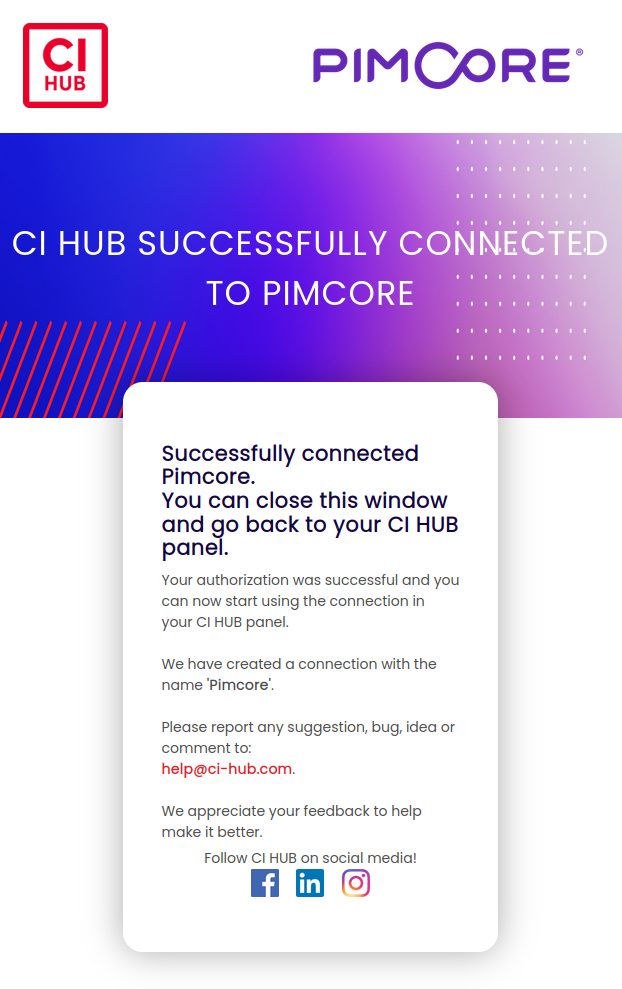 CI
HUB
PIMCORE®
CI HUB SUCCESSFULLY CONNECTED
TO PIMCORE
Successfully connected
Pimcore.
You can close this window
and go back to your CI HUB
panel.
Your authorization was successful and you
can now start using the connection in
your CI HUB panel.
We have created a connection with the
name 'Pimcore'.
Please report any suggestion, bug, idea or
comment to:
help@ci-hub.com.
We appreciate your feedback to help
make it better.
Follow CI HUB on social media!
f
in